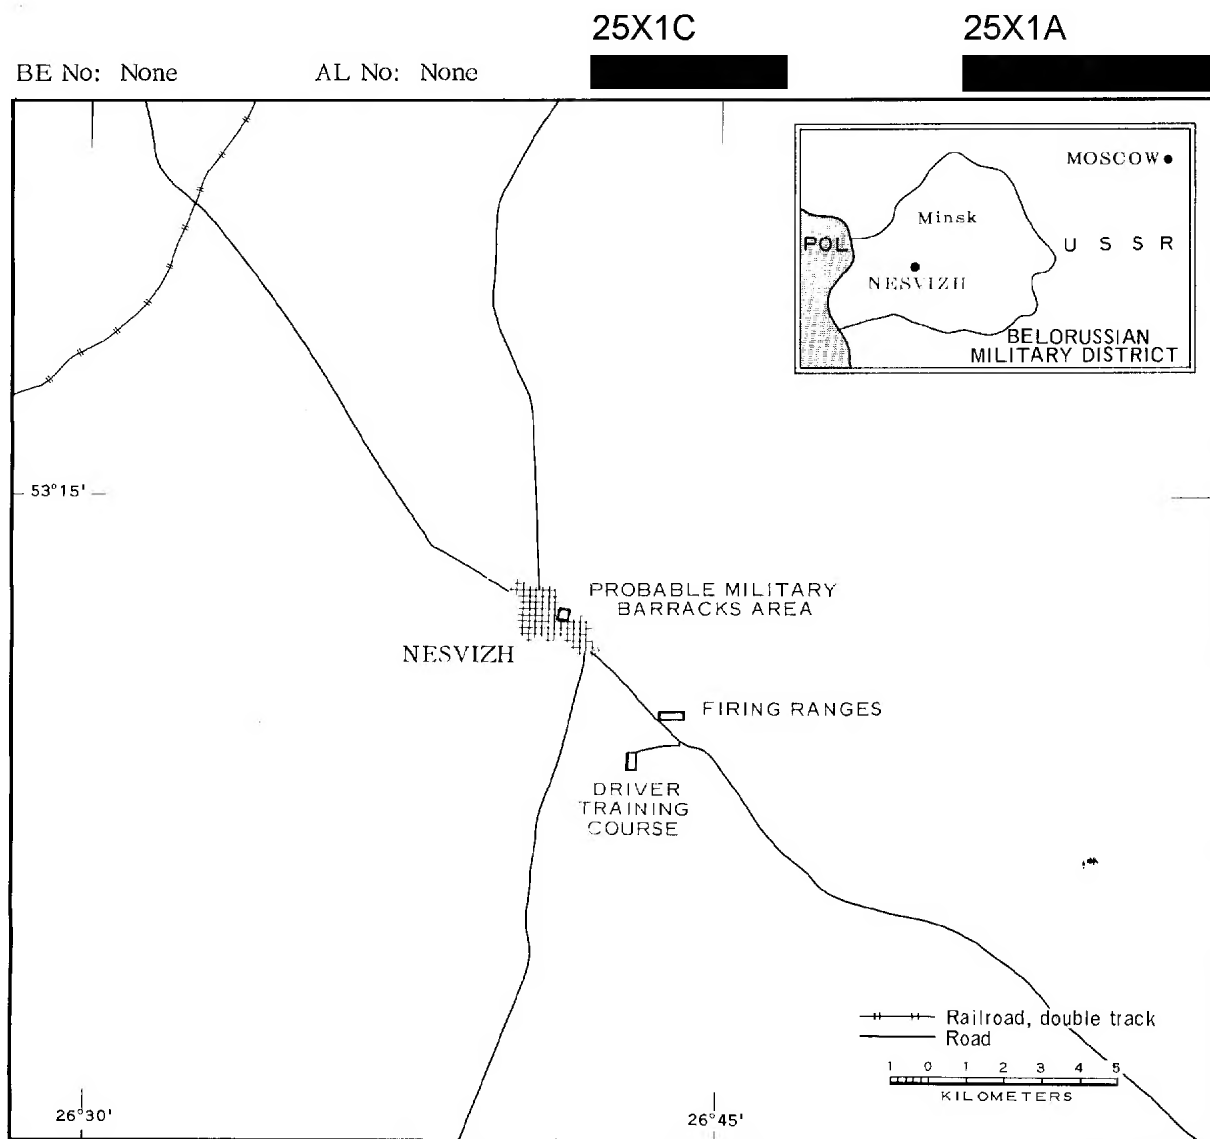 25X1C
25X1A
BE No: None
AL No: None
MOSCOW
Minsk
POL
U S S R
NESVIZH
BELORUSSIAN
MILITARY DISTRICT
53°15'
PROBABLE MILITARY
BARRACKS AREA
NESVIZH
FIRING RANGES
DRIVER
TRAINING
COURSE
Railroad, double track
Road
1 0 1 2 3 4 5
KILOMETERS
26°30'
26°45'